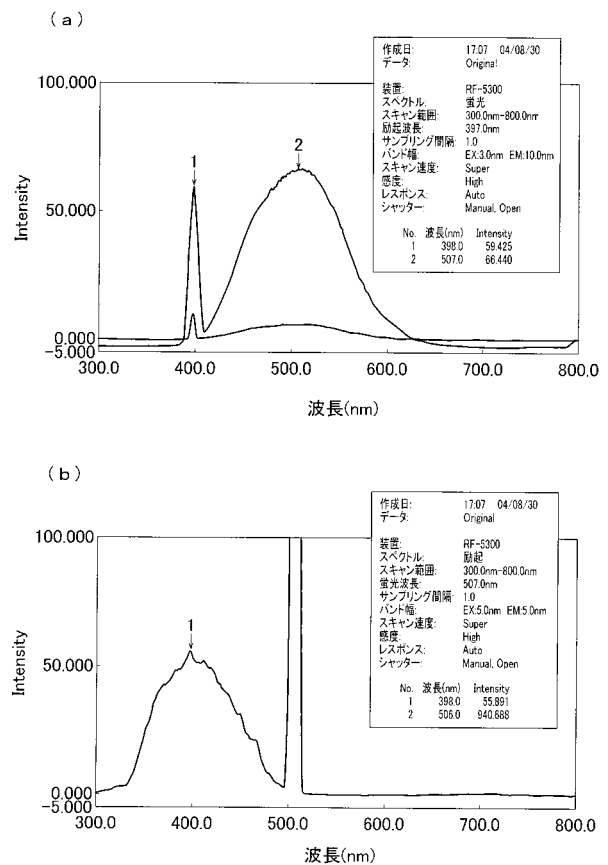 (a)
作成日: 17:07 04/08/30
データ: Original
装置: RF-5300
スペクトル: 蛍光
スキャン範囲: 300.0nm-800.0nm
励起波長: 397.0nm
サンプリング間隔: 1.0
バンド幅: EX:3.0nm EM:10.0nm
スキャン速度: Super
感度: High
レスポンス: Auto
シャッター: Manual, Open
No. 波長(nm) Intensity
1 398.0 59.425
2 507.0 66.440
100.000
50.000
0.000
-5.000
Intensity
1
2
300.0 400.0 500.0 600.0 700.0 800.0
波長(nm)
(b)
作成日: 17:07 04/08/30
データ: Original
装置: RF-5300
スペクトル: 励起
スキャン範囲: 300.0nm-800.0nm
蛍光波長: 507.0nm
サンプリング間隔: 1.0
バンド幅: EX:5.0nm EM:5.0nm
スキャン速度: Super
感度: High
レスポンス: Auto
シャッター: Manual, Open
No. 波長(nm) Intensity
1 398.0 55.891
2 506.0 940.688
100.000
50.000
0.000
-5.000
Intensity
1
300.0 400.0 500.0 600.0 700.0 800.0
波長(nm)